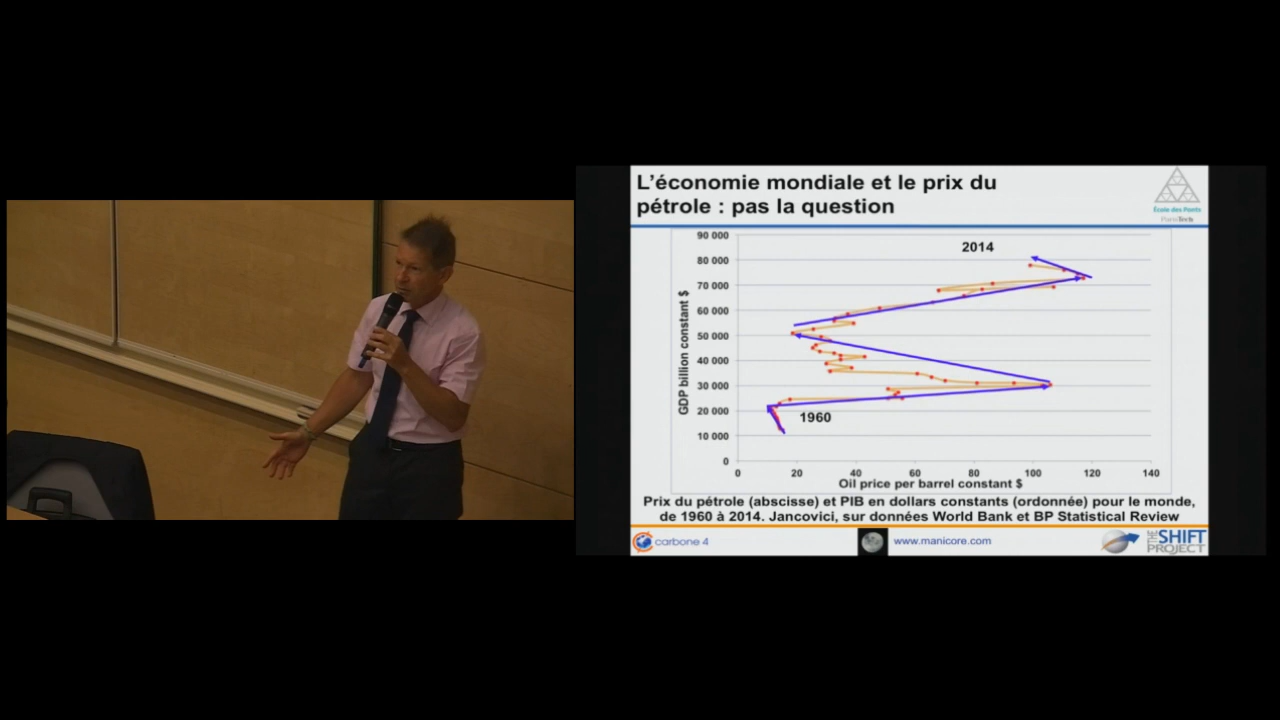 L'économie mondiale et le prix du
pétrole : pas la question
École des Ponts
ParisTech
90 000
80 000
70 000
60 000
50 000
40 000
30 000
20 000
10 000
0
GDP billion constant $
2014
1960
0 20 40 60 80 100 120 140
Oil price per barrel constant $
Prix du pétrole (abscisse) et PIB en dollars constants (ordonnée) pour le monde,
de 1960 à 2014. Jancovici, sur données World Bank et BP Statistical Review
carbone 4
www.manicore.com
THE SHIFT
PROJECT